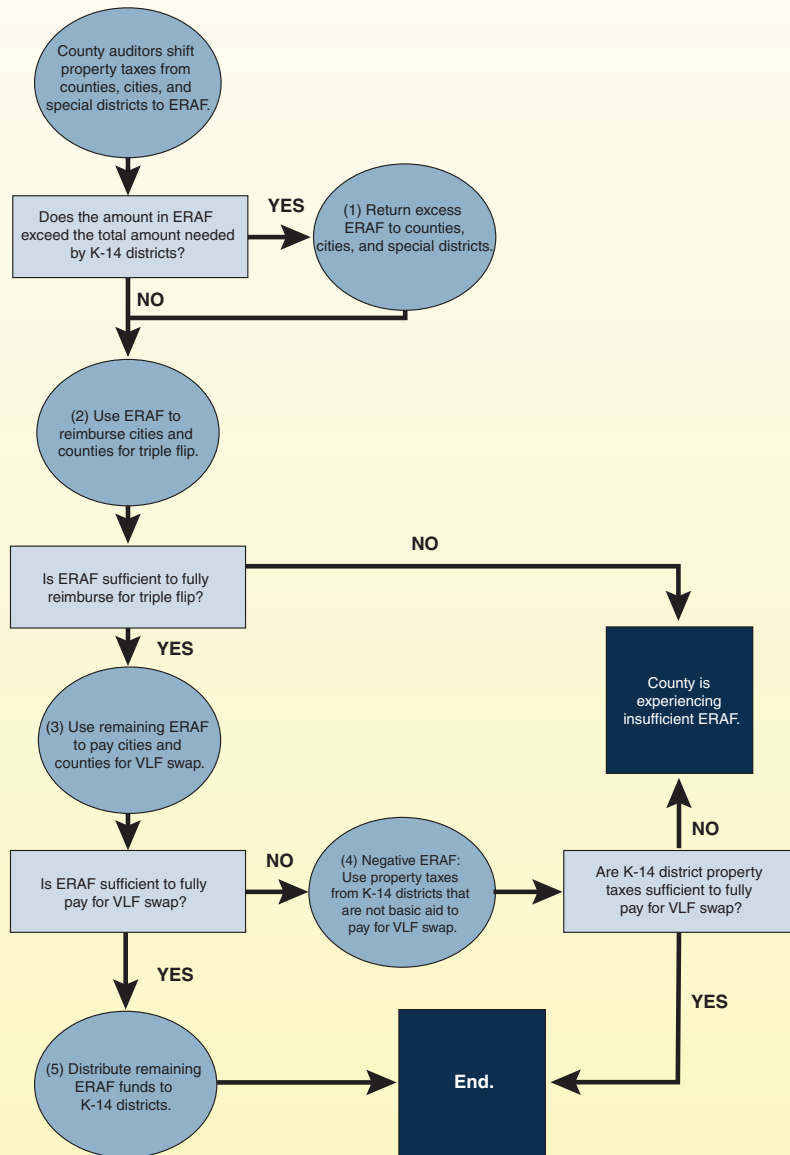 County auditors shift
property taxes from
counties, cities, and
special districts to ERAF.
Does the amount in ERAF
exceed the total amount needed
by K-14 districts?
YES
(1) Return excess
ERAF to counties,
cities, and special districts.
NO
(2) Use ERAF to
reimburse cities and
counties for triple flip.
Is ERAF sufficient to fully
reimburse for triple flip?
NO
YES
County is
experiencing
insufficient ERAF.
(3) Use remaining ERAF
to pay cities and
counties for VLF swap.
Is ERAF sufficient to fully
pay for VLF swap?
NO
(4) Negative ERAF:
Use property taxes
from K-14 districts that
are not basic aid to
pay for VLF swap.
NO
Are K-14 district property
taxes sufficient to fully
pay for VLF swap?
YES
YES
(5) Distribute remaining
ERAF funds to
K-14 districts.
End.